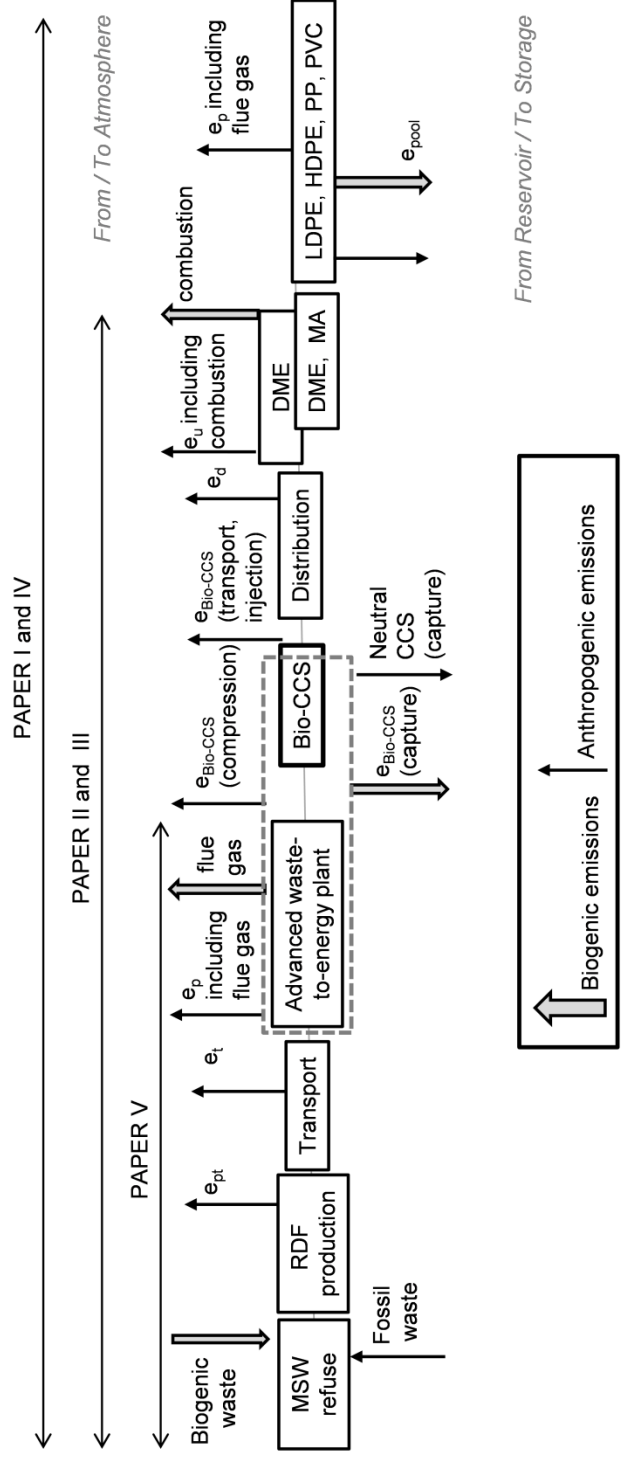 PAPER I and IV
PAPER II and III
PAPER V
From / To Atmosphere
Biogenic
waste
e_pt
e_t
e_p
including
flue gas
flue
gas
e_Bio-CCS
(compression)
e_Bio-CCS
(transport,
injection)
e_d
e_u including
combustion
combustion
e_p including
flue gas
MSW
refuse
RDF
production
Transport
Advanced waste-
to-energy plant
Bio-CCS
Distribution
DME
DME, MA
LDPE, HDPE, PP, PVC
Fossil
waste
e_Bio-CCS
(capture)
Neutral
CCS
(capture)
e_pool
From Reservoir / To Storage
Biogenic emissions
Anthropogenic emissions